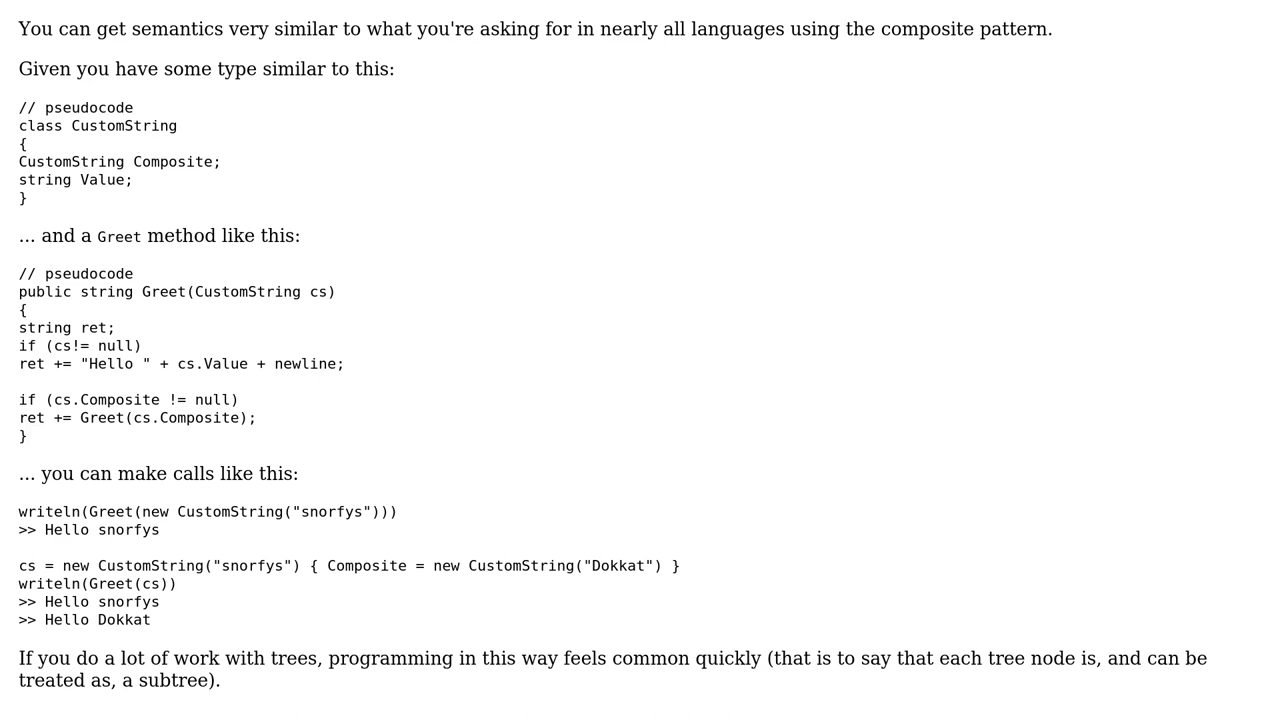 You can get semantics very similar to what you're asking for in nearly all languages using the composite pattern.
Given you have some type similar to this:
// pseudocode
class CustomString
{
CustomString Composite;
string Value;
}
... and a Greet method like this:
// pseudocode
public string Greet(CustomString cs)
{
string ret;
if (cs!= null)
ret += "Hello " + cs.Value + newline;
if (cs.Composite != null)
ret += Greet(cs.Composite);
}
... you can make calls like this:
writeln(Greet(new CustomString("snorfys")))
>> Hello snorfys
cs = new CustomString("snorfys") { Composite = new CustomString("Dokkat") }
writeln(Greet(cs))
>> Hello snorfys
>> Hello Dokkat
If you do a lot of work with trees, programming in this way feels common quickly (that is to say that each tree node is, and can be
treated as, a subtree).